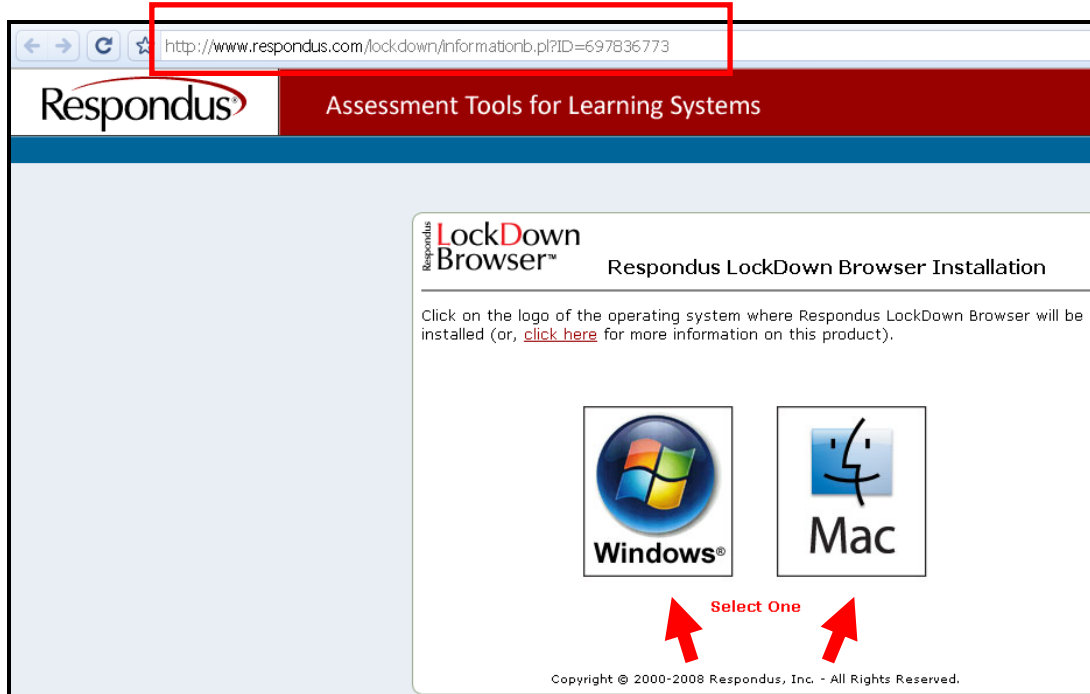 http://www.respondus.com/lockdown/informationb.pl?ID=697836773
Respondus® Assessment Tools for Learning Systems
Respondus LockDown Browser™
Respondus LockDown Browser Installation
Click on the logo of the operating system where Respondus LockDown Browser will be
installed (or, click here for more information on this product).
Windows® Mac
Select One
Copyright © 2000-2008 Respondus, Inc. - All Rights Reserved.